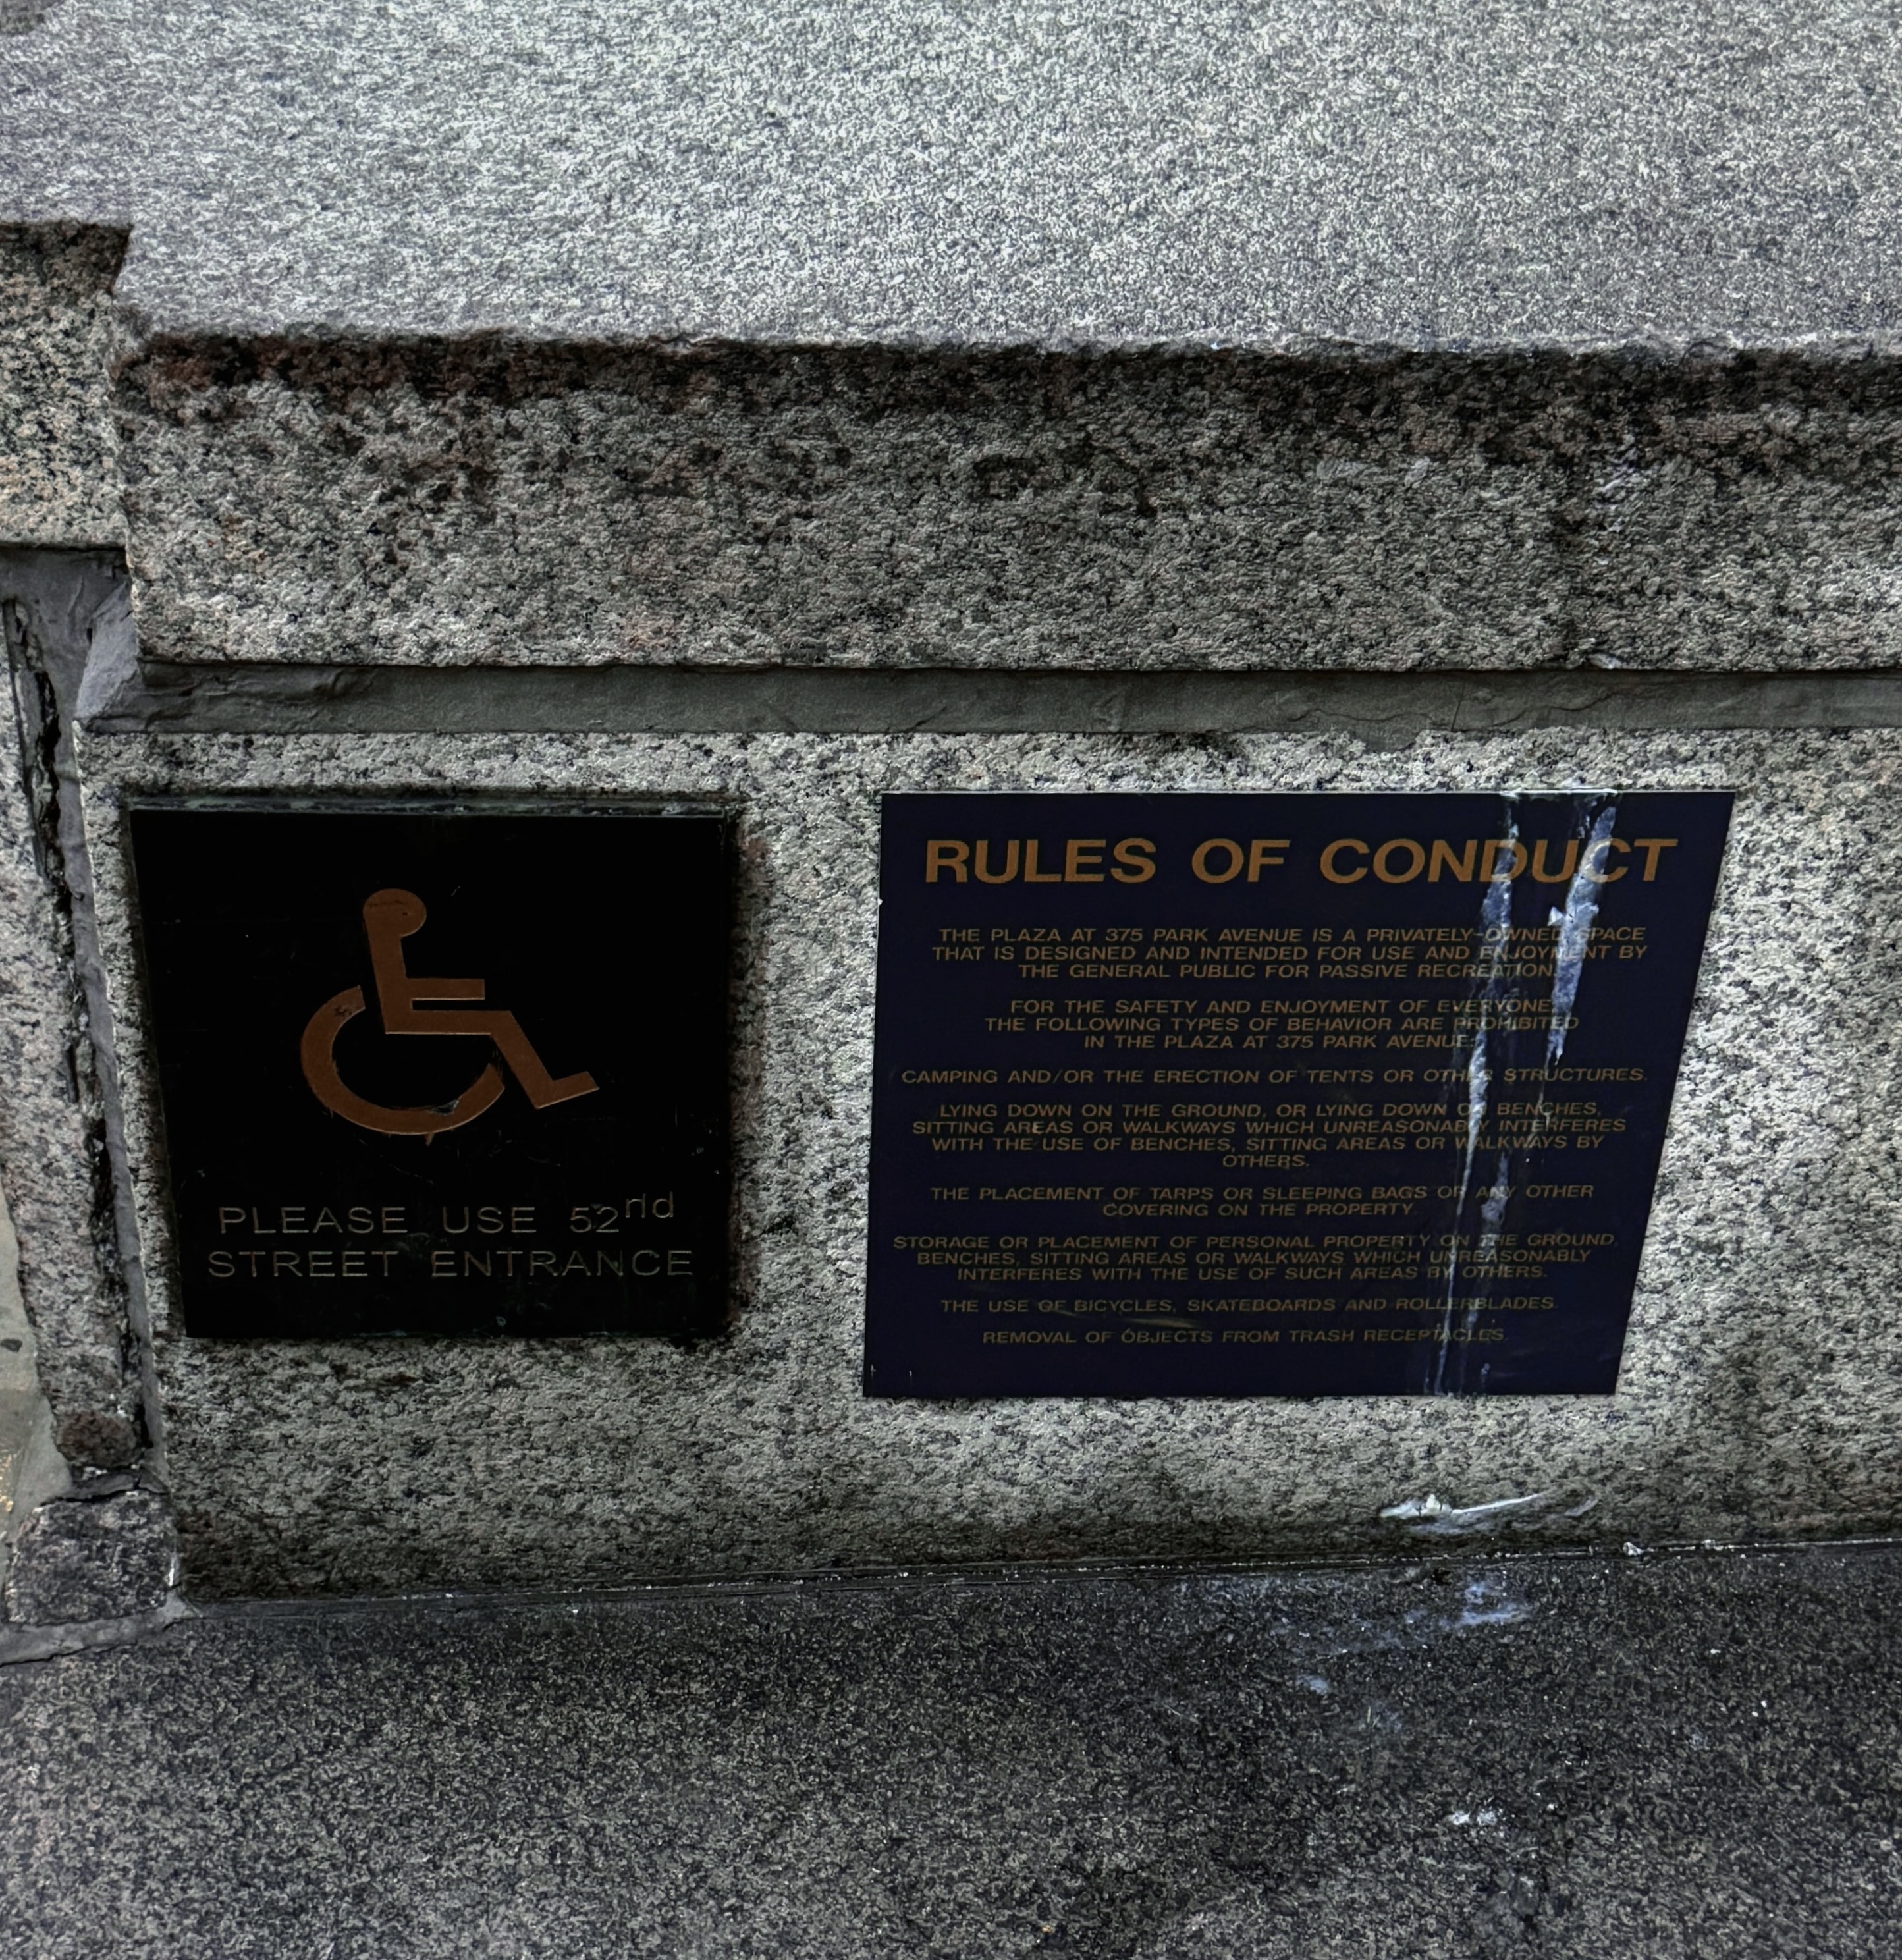 PLEASE USE 52nd
STREET ENTRANCE
RULES OF CONDUCT
THE PLAZA AT 375 PARK AVENUE IS A PRIVATELY-OWNED SPACE
THAT IS DESIGNED AND INTENDED FOR USE AND ENJOYMENT BY
THE GENERAL PUBLIC FOR PASSIVE RECREATION.
FOR THE SAFETY AND ENJOYMENT OF EVERYONE,
THE FOLLOWING TYPES OF BEHAVIOR ARE PROHIBITED
IN THE PLAZA AT 375 PARK AVENUE:
CAMPING AND/OR THE ERECTION OF TENTS OR OTHER STRUCTURES.
LYING DOWN ON THE GROUND, OR LYING DOWN ON BENCHES,
SITTING AREAS OR WALKWAYS WHICH UNREASONABLY INTERFERES
WITH THE USE OF BENCHES, SITTING AREAS OR WALKWAYS BY
OTHERS.
THE PLACEMENT OF TARPS OR SLEEPING BAGS OR ANY OTHER
COVERING ON THE PROPERTY.
STORAGE OR PLACEMENT OF PERSONAL PROPERTY ON THE GROUND,
BENCHES, SITTING AREAS OR WALKWAYS WHICH UNREASONABLY
INTERFERES WITH THE USE OF SUCH AREAS BY OTHERS.
THE USE OF BICYCLES, SKATEBOARDS AND ROLLERBLADES.
REMOVAL OF OBJECTS FROM TRASH RECEPTACLES.